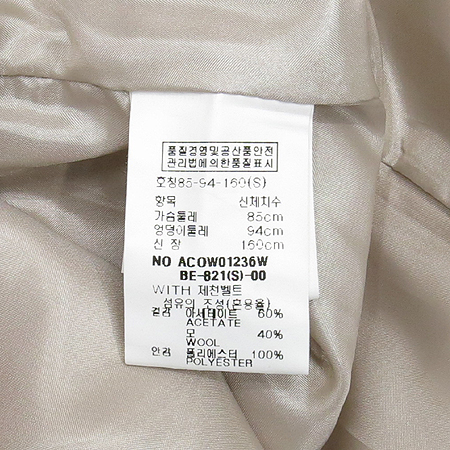 품질경영및공산품안전
관리법에의한품질표시
호칭85-94-160(S)
항목 신체치수
가슴둘레 85cm
엉덩이둘레 94cm
신 장 160cm
NO ACOW01236W
BE-821(S)-00
WITH 제천벨트
섬유의 조성(혼용율)
겉감 아세테이트 60%
ACETATE
모 40%
WOOL
안감 폴리에스터 100%
POLYESTER